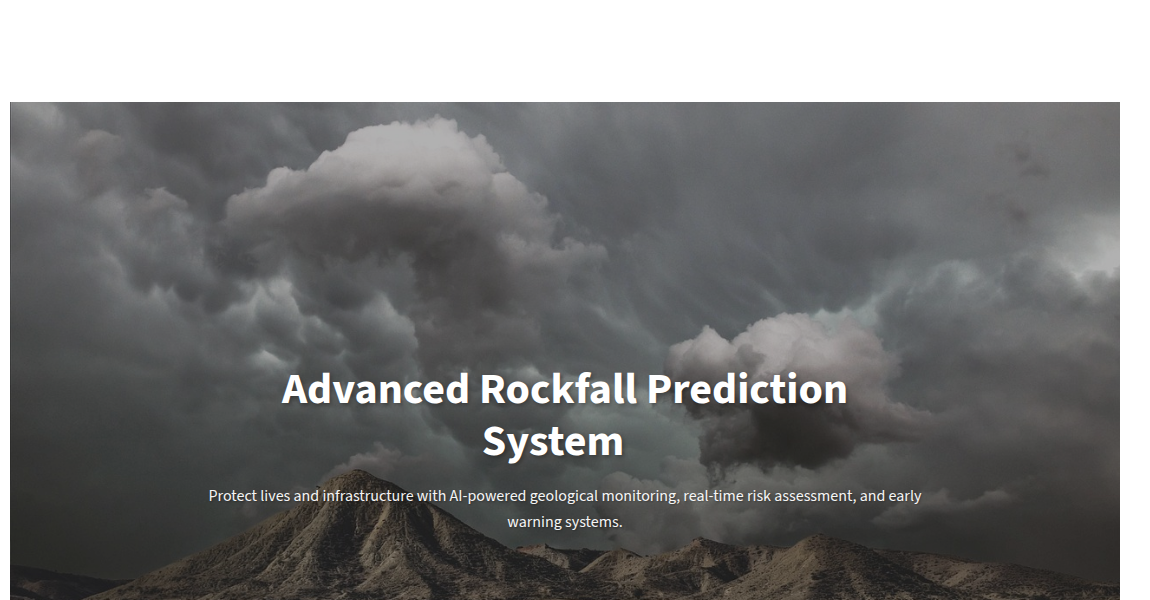 Advanced Rockfall Prediction
System
Protect lives and infrastructure with AI-powered geological monitoring, real-time risk assessment, and early
warning systems.